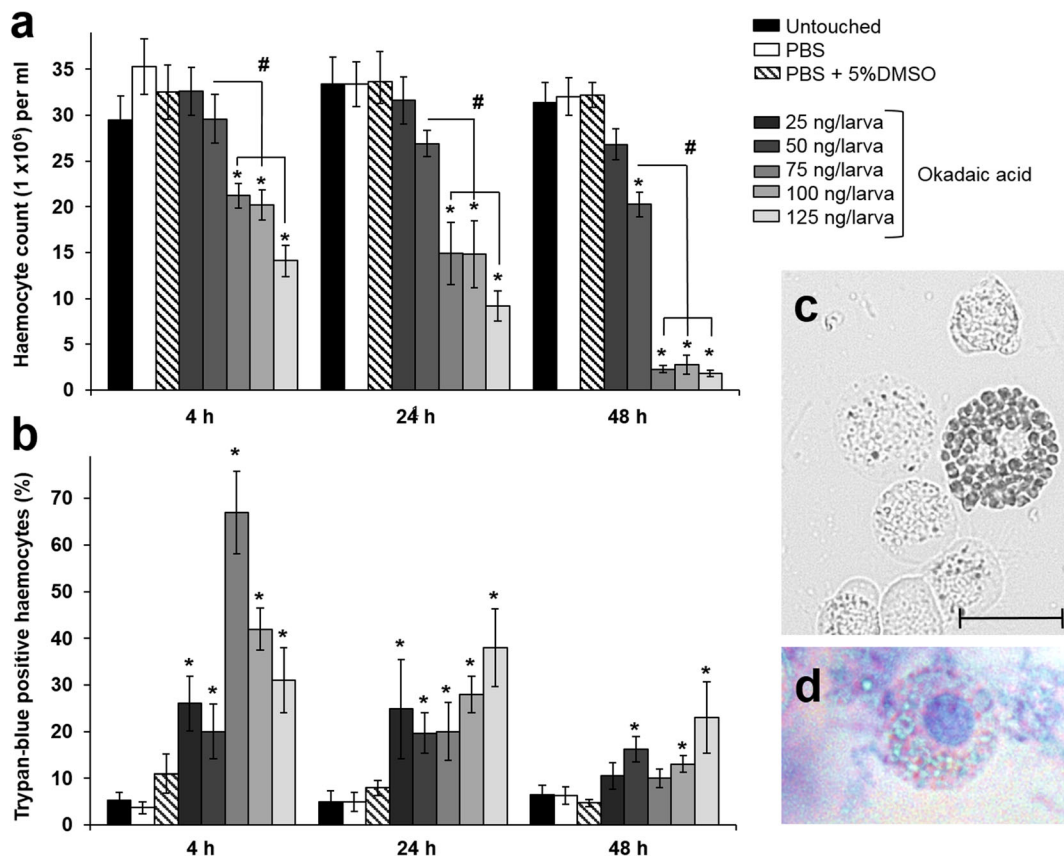 a
Haemocyte count (1 x10⁶) per ml
35
30
25
20
15
10
5
0
#
* * *
#
* * *
#
* * * *
4 h
24 h
48 h
Untouched
PBS
PBS + 5%DMSO
25 ng/larva
50 ng/larva
75 ng/larva
100 ng/larva
125 ng/larva
Okadaic acid
b
Trypan-blue positive haemocytes (%)
70
60
50
40
30
20
10
0
* * * * *
* * * * *
* * *
4 h
24 h
48 h
c
d